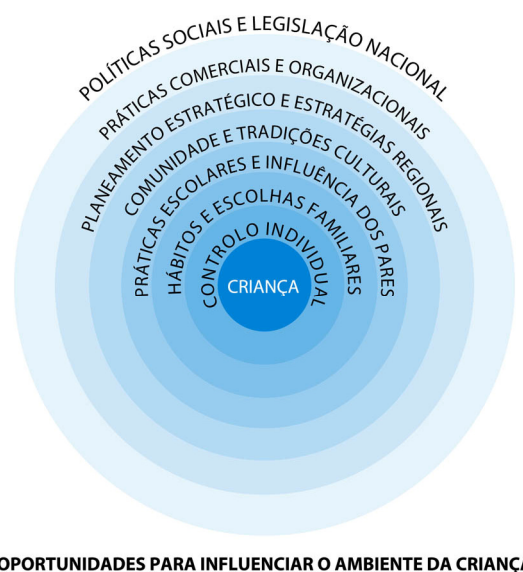 POLÍTICAS SOCIAIS E LEGISLAÇÃO NACIONAL
PRÁTICAS COMERCIAIS E ORGANIZACIONAIS
PLANEAMENTO ESTRATÉGICO E ESTRATÉGIAS REGIONAIS
COMUNIDADE E TRADIÇÕES CULTURAIS
PRÁTICAS ESCOLARES E INFLUÊNCIA DOS PARES
HÁBITOS E ESCOLHAS FAMILIARES
CONTROLO INDIVIDUAL
CRIANÇA
OPORTUNIDADES PARA INFLUENCIAR O AMBIENTE DA CRIANÇA